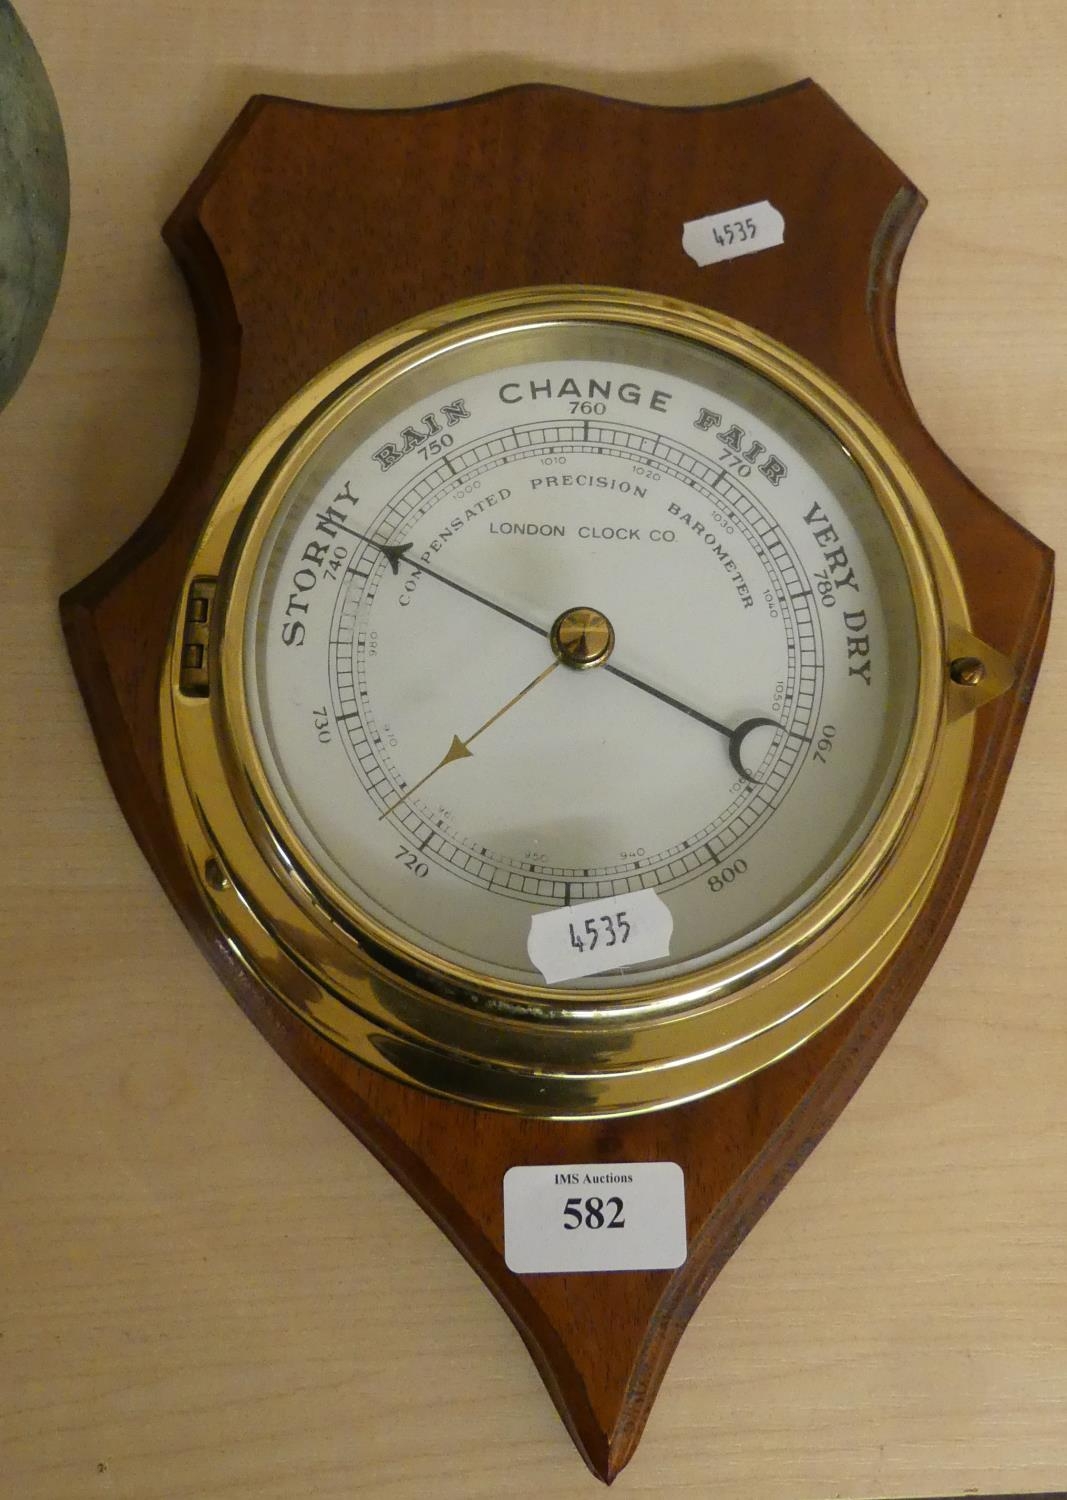 4535
STORMY RAIN CHANGE FAIR VERY DRY
720 730 740 750 760 770 780 790 800
940 950 970 980 1000 1010 1020 1030 1040 1050
COMPENSATED PRECISION BAROMETER
LONDON CLOCK CO.
4535
IMS Auctions
582